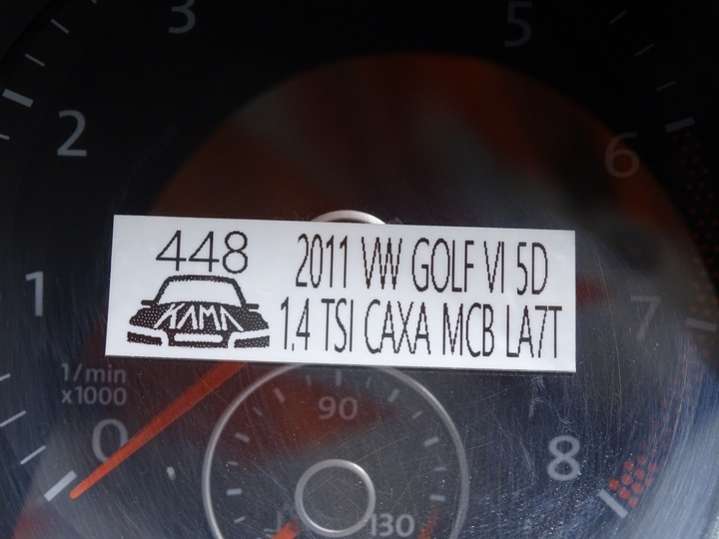 3
5
2
6
448
2011 VW GOLF VI 5D
KAMA
1.4 TSI CAXA MCB LA7T
1
7
1/min
x1000
90
0
8
130